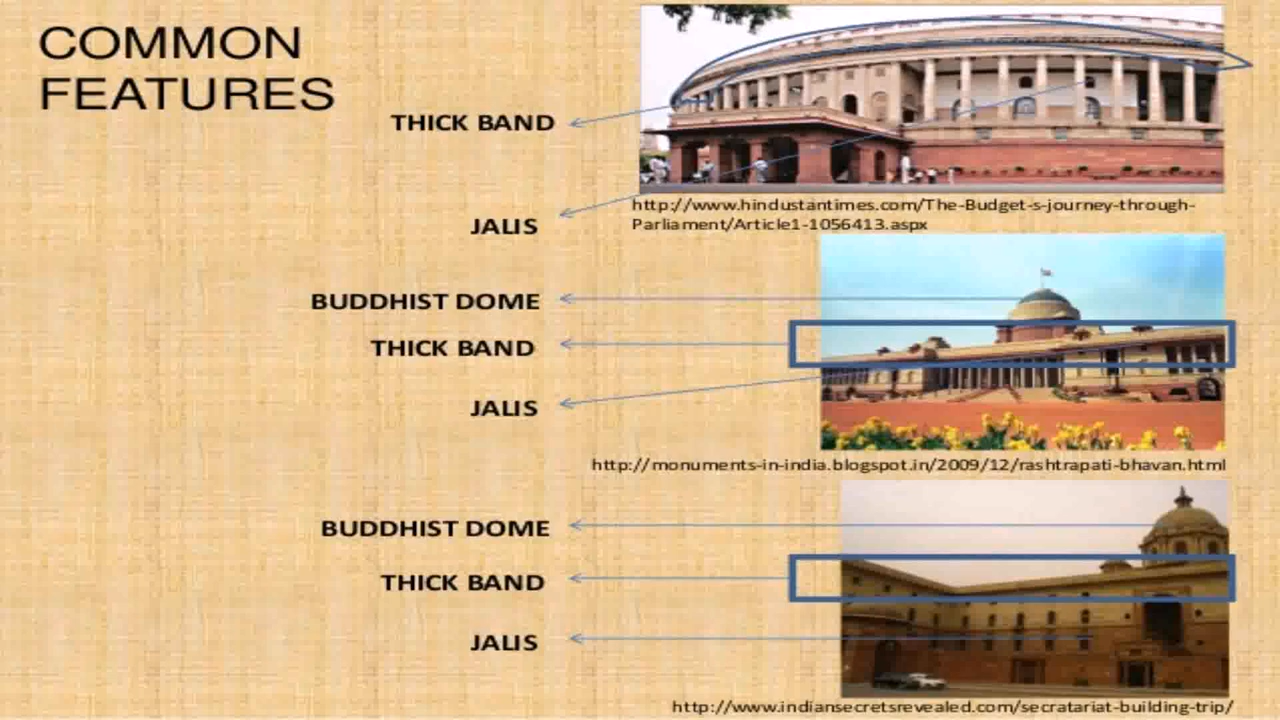 COMMON
FEATURES
THICK BAND
JALIS
http://www.hindustantimes.com/The-Budget-s-journey-through-
Parliament/Article1-1056413.aspx
BUDDHIST DOME
THICK BAND
JALIS
http://monuments-in-india.blogspot.in/2009/12/rashtrapati-bhavan.html
BUDDHIST DOME
THICK BAND
JALIS
http://www.indiansecretsrevealed.com/secratariat-building-trip/